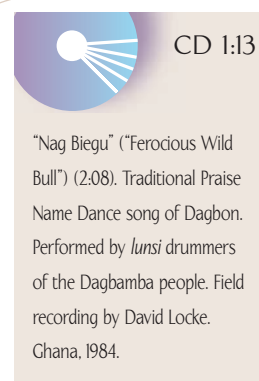 CD 1:13
“Nag Biegu” (“Ferocious Wild
Bull”) (2:08). Traditional Praise
Name Dance song of Dagbon.
Performed by lunsi drummers
of the Dagbamba people. Field
recording by David Locke.
Ghana, 1984.